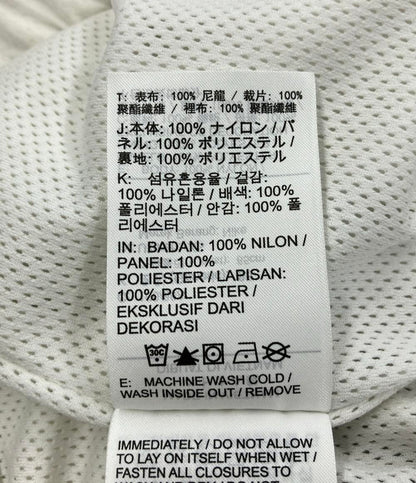 T: 表布: 100% 尼龍 / 裁片: 100%
聚酯纖維 / 裡布: 100% 聚酯纖維
J:本体: 100% ナイロン / パ
ネル: 100% ポリエステル /
裏地: 100% ポリエステル
K: 섬유혼용율 / 겉감:
100% 나일론 / 배색: 100%
폴리에스터 / 안감: 100% 폴
리에스터
IN: BADAN: 100% NILON /
PANEL: 100%
POLIESTER / LAPISAN:
100% POLIESTER /
EKSKLUSIF DARI
DEKORASI
30C
E: MACHINE WASH COLD /
WASH INSIDE OUT / REMOVE
IMMEDIATELY / DO NOT ALLOW
TO LAY ON ITSELF WHEN WET /
FASTEN ALL CLOSURES TO